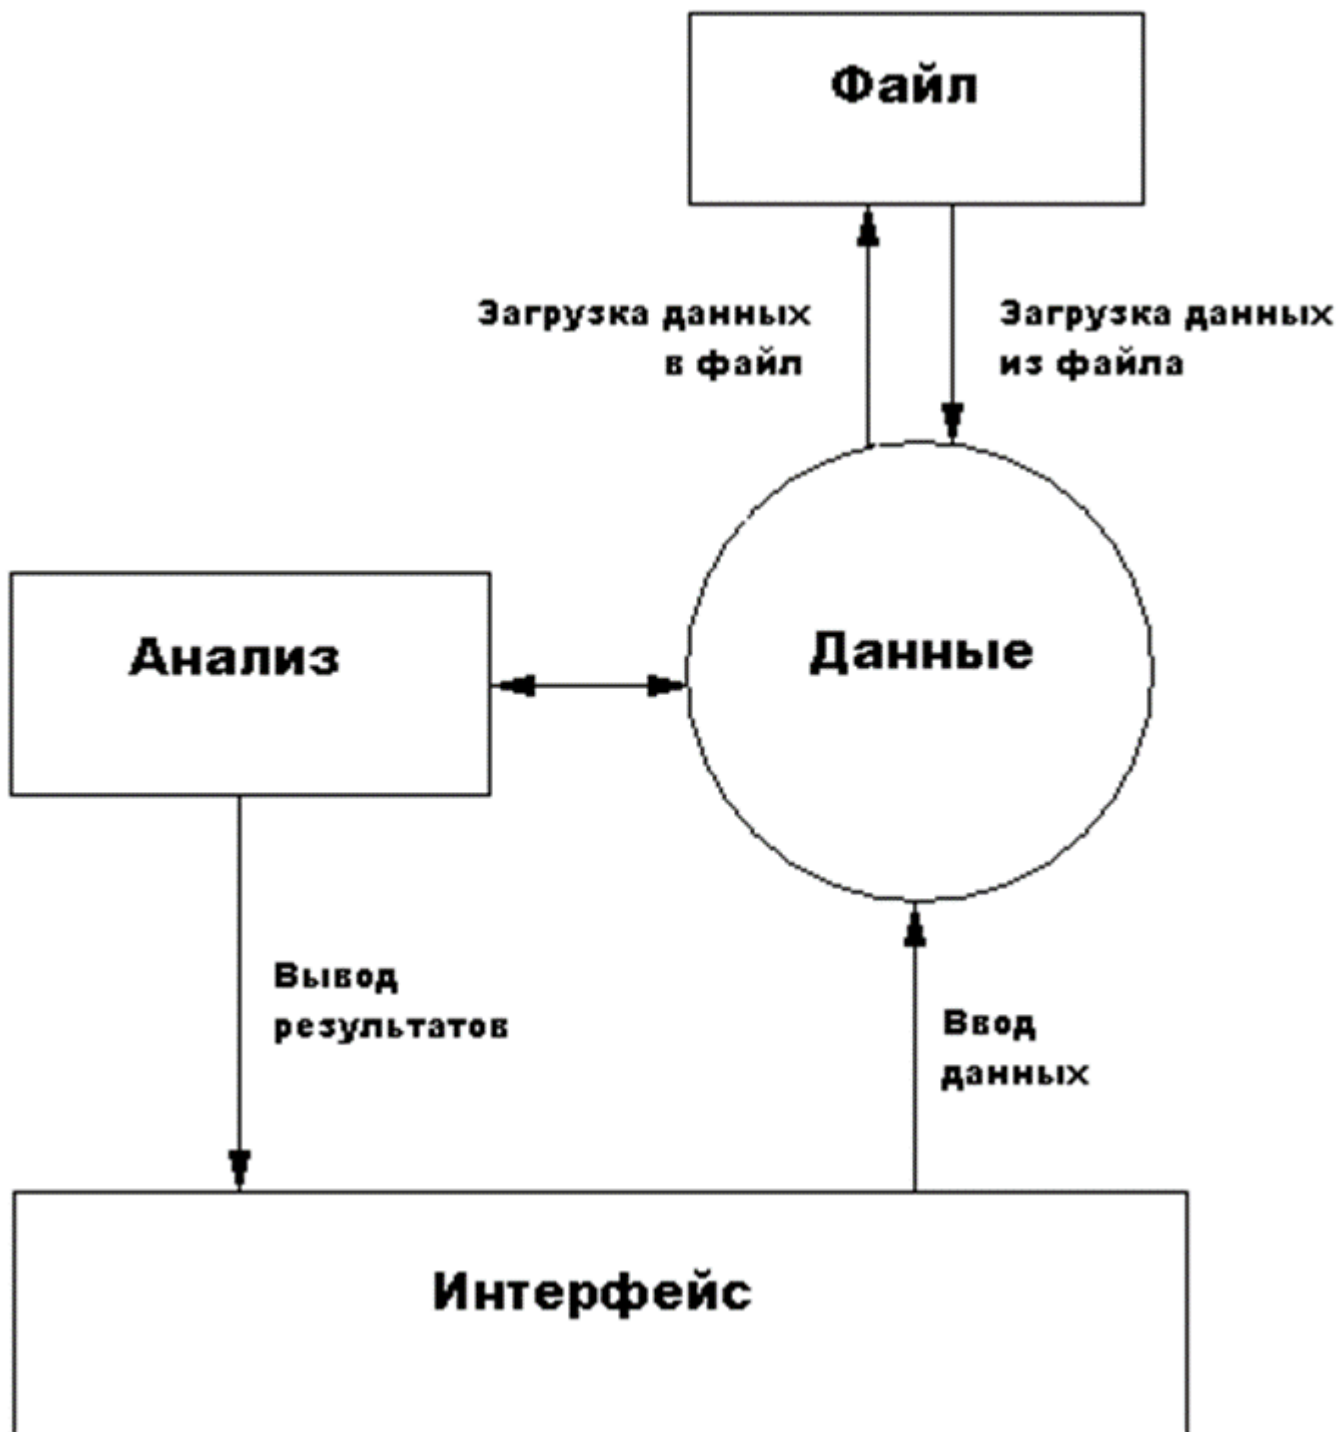 Файл
Загрузка данных
в файл
Загрузка данных
из файла
Данные
Анализ
Вывод
результатов
Ввод
данных
Интерфейс